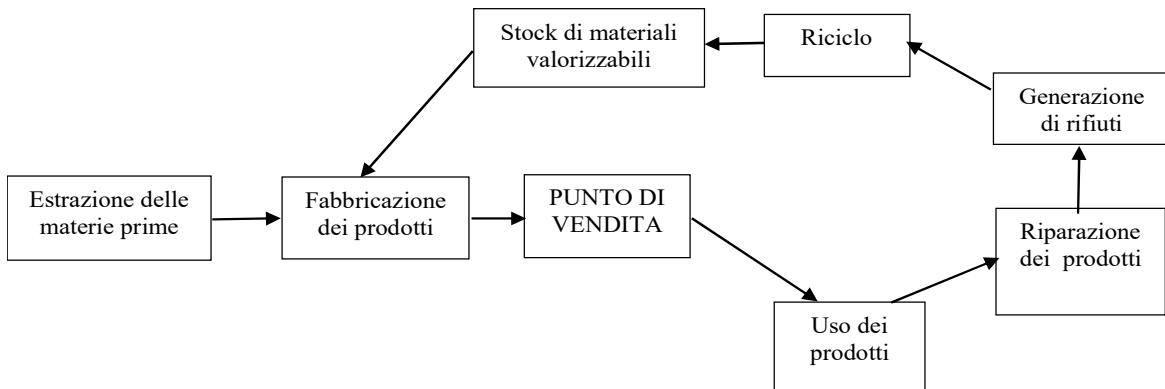 Stock di materiali
valorizzabili
Riciclo
Generazione
di rifiuti
Estrazione delle
materie prime
Fabbricazione
dei prodotti
PUNTO DI
VENDITA
Riparazione
dei prodotti
Uso dei
prodotti